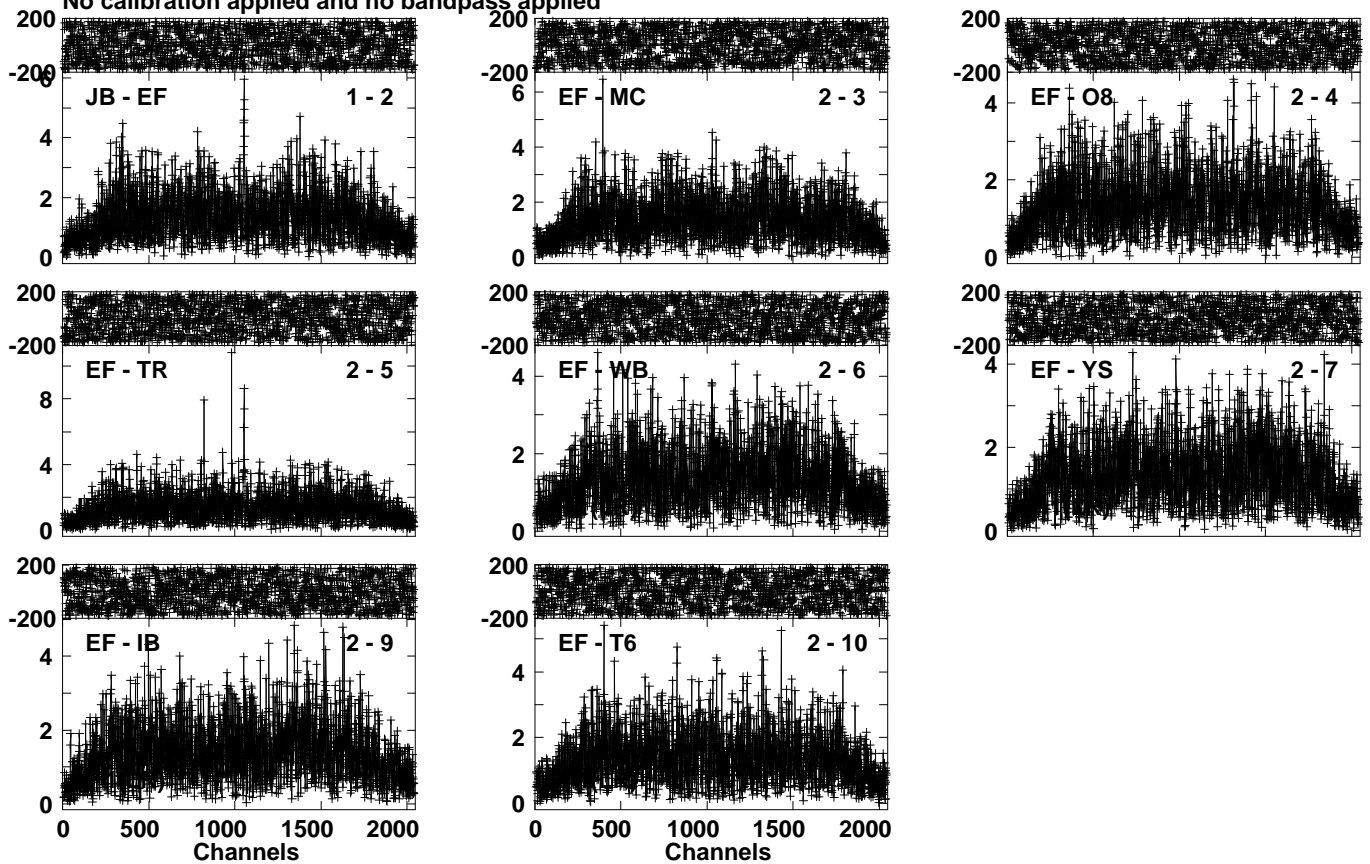 No calibration applied and no bandpass applied
200 200 200
-200 -200 -200
6
JB - EF 1 - 2 EF - MC 2 - 3 EF - O8 2 - 4
6 4
4 4
2 2 2
0 0 0
200 200 200
-200 -200 -200
EF - TR 2 - 5 EF - WB 2 - 6 EF - YS 2 - 7
8 4 4
4 2 2
0 0 0
200 200
-200 -200
EF - IB 2 - 9 EF - T6 2 - 10
4 4
2 2
0 0
0 500 1000 1500 2000 0 500 1000 1500 2000
Channels Channels